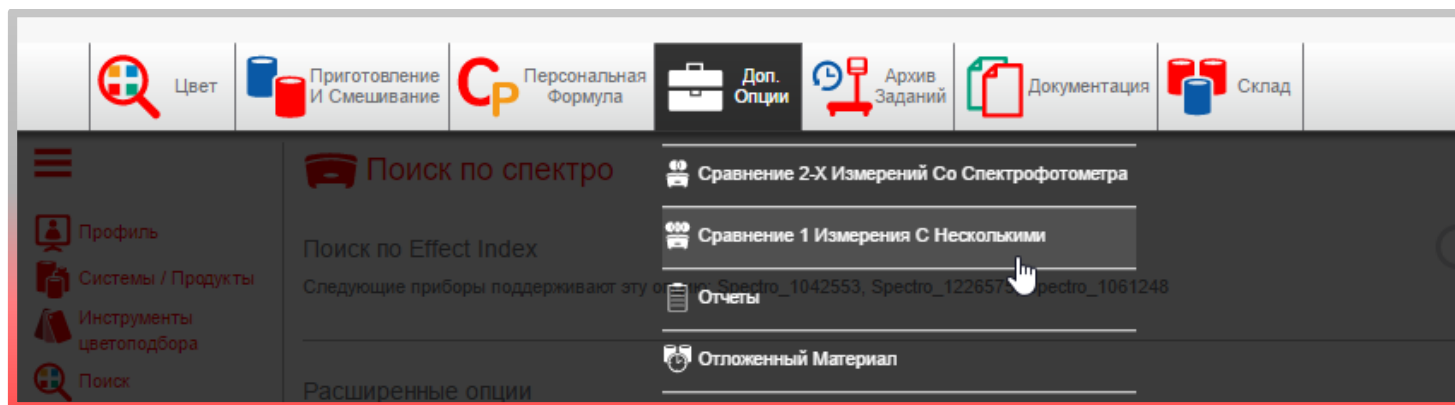 Цвет
Приготовление
И Смешивание
Персональная
Формула
Доп.
Опции
Архив
Заданий
Документация
Склад
Поиск по спектро
Сравнение 2-Х Измерений Со Спектрофотометра
Профиль
Сравнение 1 Измерения С Несколькими
Поиск по Effect Index
Системы / Продукты
Следующие приборы поддерживают эту Spectro_1042553, Spectro_1061248
Отчеты
Инструменты
цветоподбора
Отложенный Материал
Поиск
Расширенные опции